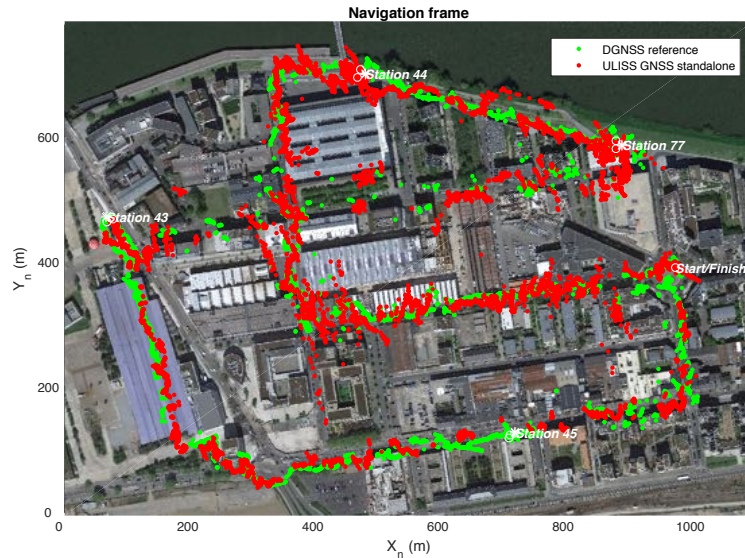 Navigation frame
DGNSS reference
ULISS GNSS standalone
Station 44
Station 77
Station 43
Start/Finish
Station 45
Y_n (m)
600
400
200
0
0
200
400
600
800
1000
X_n (m)